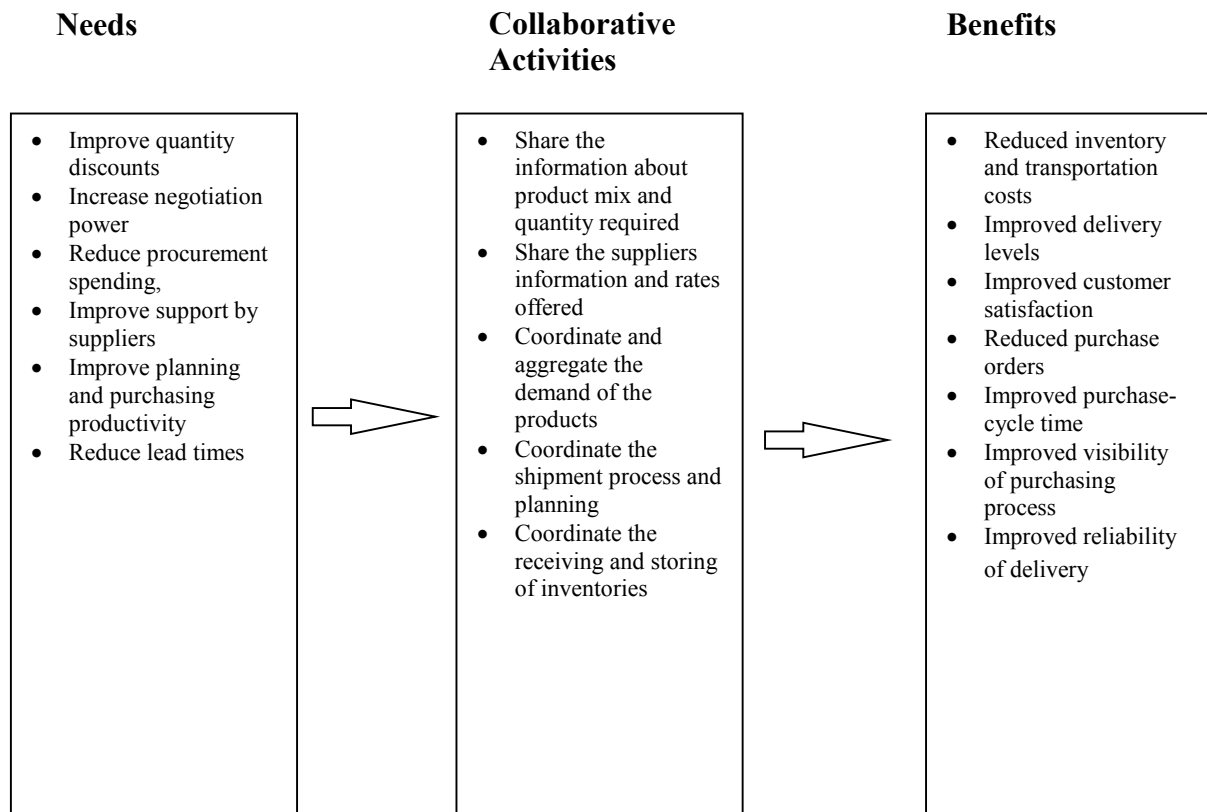 Needs
Collaborative
Activities
Benefits
• Improve quantity
discounts
• Increase negotiation
power
• Reduce procurement
spending,
• Improve support by
suppliers
• Improve planning
and purchasing
productivity
• Reduce lead times
• Share the
information about
product mix and
quantity required
• Share the suppliers
information and rates
offered
• Coordinate and
aggregate the
demand of the
products
• Coordinate the
shipment process and
planning
• Coordinate the
receiving and storing
of inventories
• Reduced inventory
and transportation
costs
• Improved delivery
levels
• Improved customer
satisfaction
• Reduced purchase
orders
• Improved purchase-
cycle time
• Improved visibility
of purchasing
process
• Improved reliability
of delivery